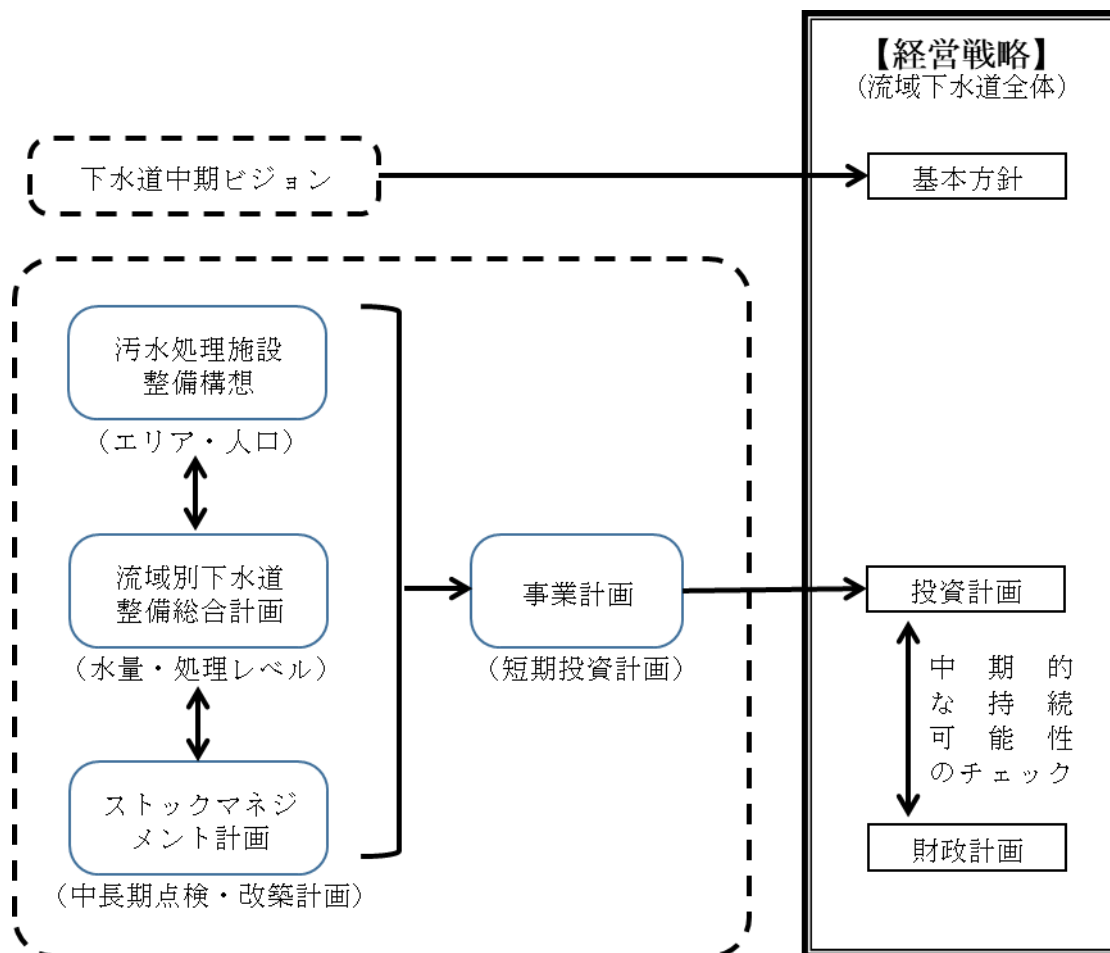 【経営戦略】
(流域下水道全体)
下水道中期ビジョン
基本方針
汚水処理施設
整備構想
(エリア・人口)
流域別下水道
整備総合計画
(水量・処理レベル)
ストックマネジ
メント計画
(中長期点検・改築計画)
事業計画
(短期投資計画)
投資計画
中期的
な持続
可能性
のチェック
財政計画